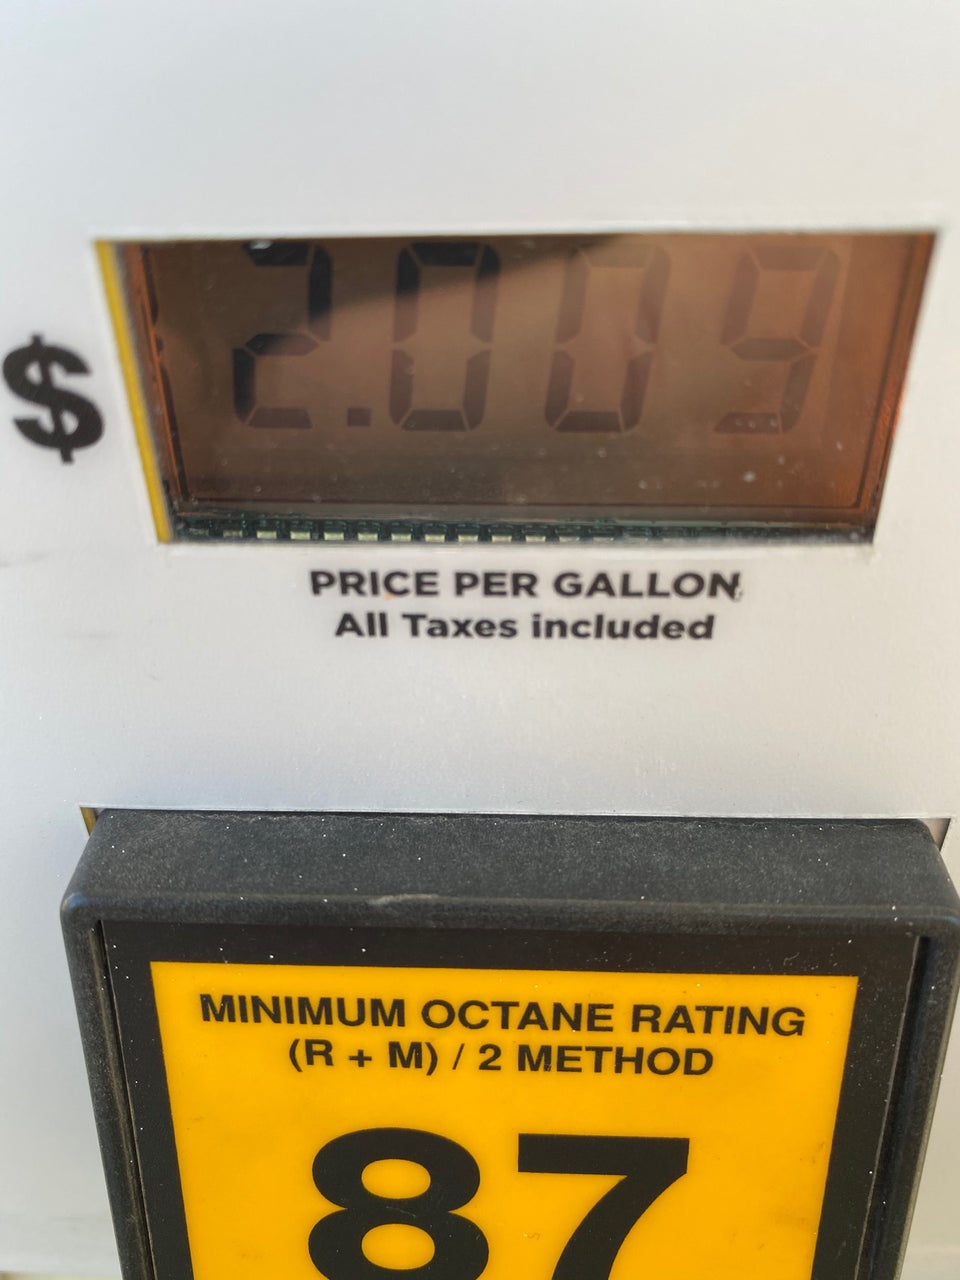 $ 2.009
PRICE PER GALLON
All Taxes included
MINIMUM OCTANE RATING
(R + M) / 2 METHOD
87